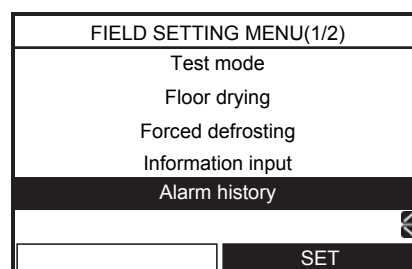 FIELD SETTING MENU(1/2)
Test mode
Floor drying
Forced defrosting
Information input
Alarm history
SET